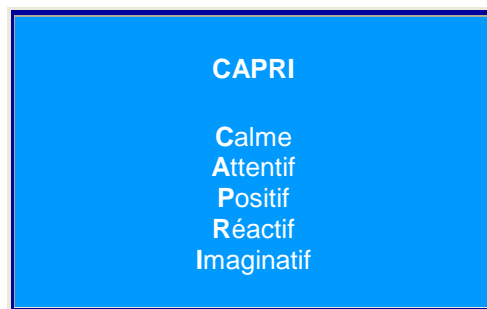 CAPRI
Calme
Attentif
Positif
Réactif
Imaginatif